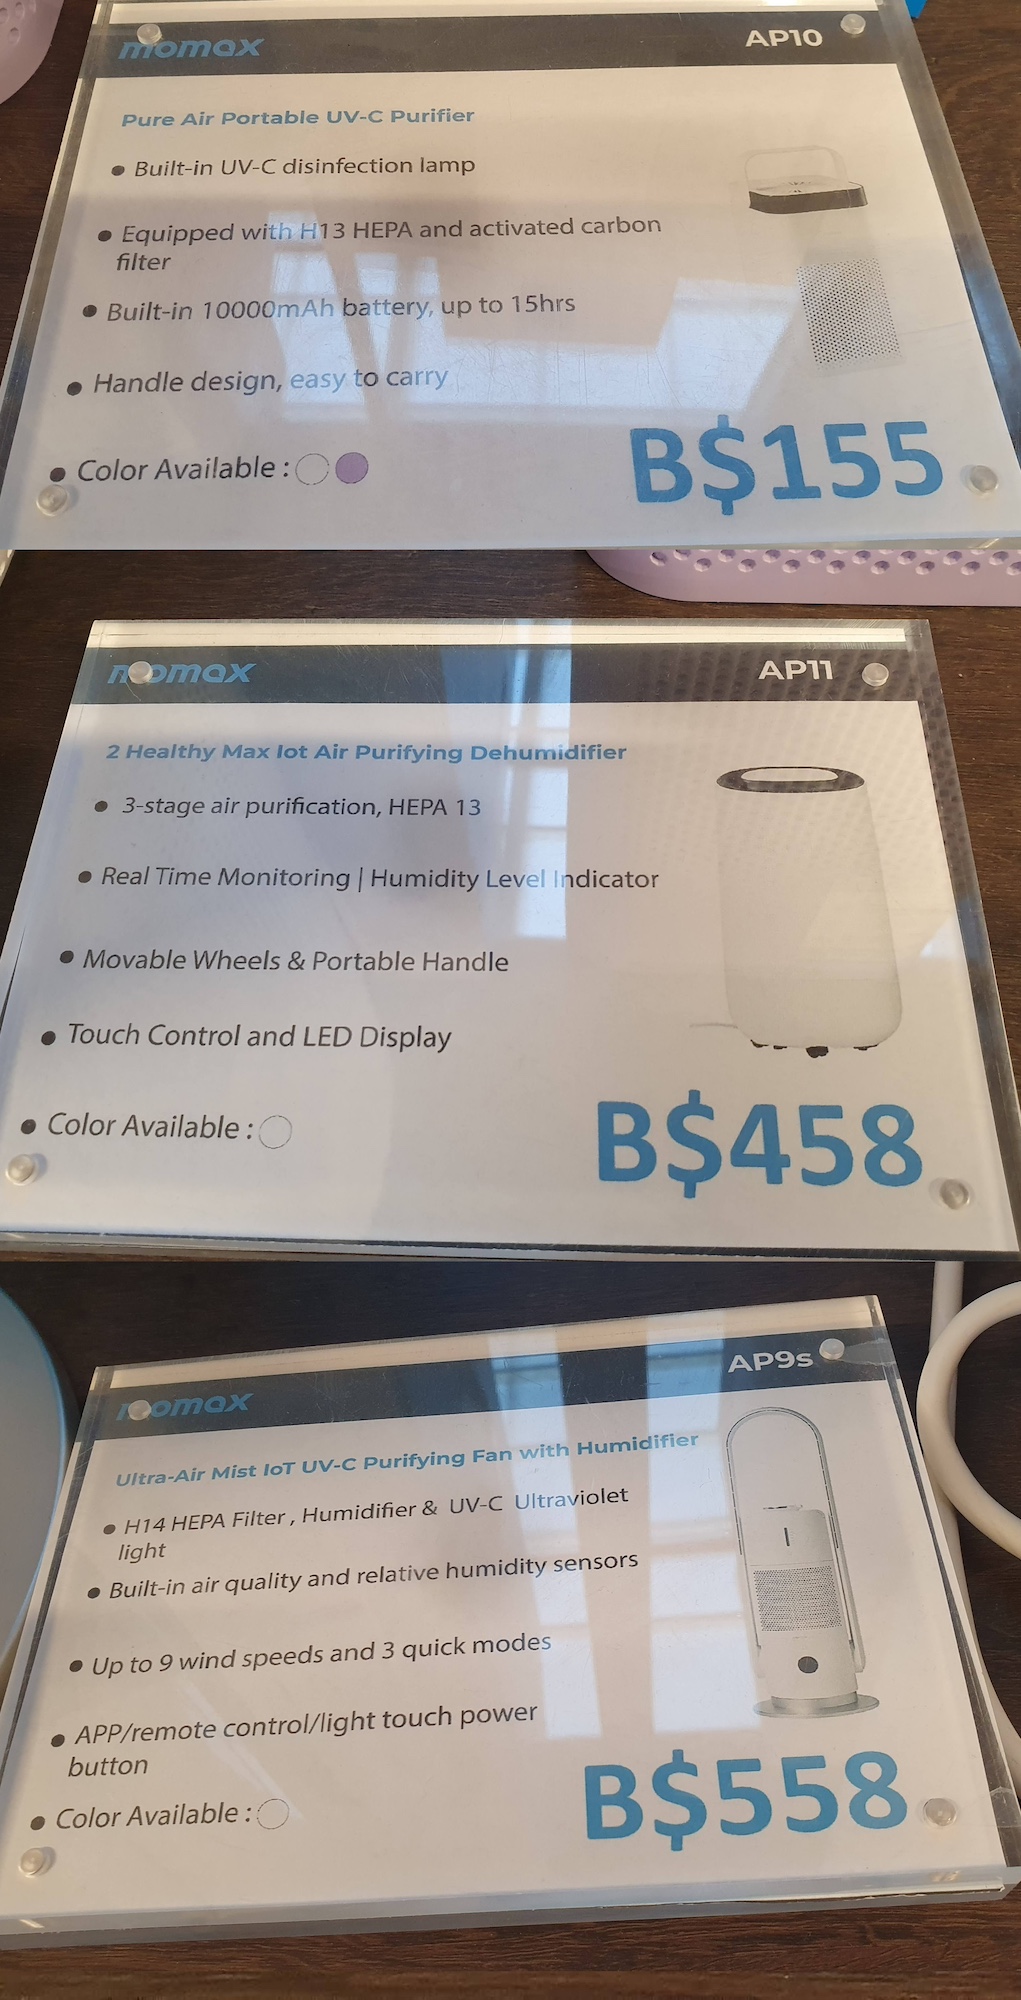 momax
AP10
Pure Air Portable UV-C Purifier
Built-in UV-C disinfection lamp
Equipped with H13 HEPA and activated carbon
filter
Built-in 10000mAh battery, up to 15hrs
Handle design, easy to carry
Color Available :
B$155
momax
AP11
2 Healthy Max Iot Air Purifying Dehumidifier
3-stage air purification, HEPA 13
Real Time Monitoring | Humidity Level Indicator
Movable Wheels & Portable Handle
Touch Control and LED Display
Color Available :
B$458
momax
AP9s
Ultra-Air Mist IoT UV-C Purifying Fan with Humidifier
H14 HEPA Filter , Humidifier & UV-C Ultraviolet
light
Built-in air quality and relative humidity sensors
Up to 9 wind speeds and 3 quick modes
APP/remote control/light touch power
button
Color Available :
B$558